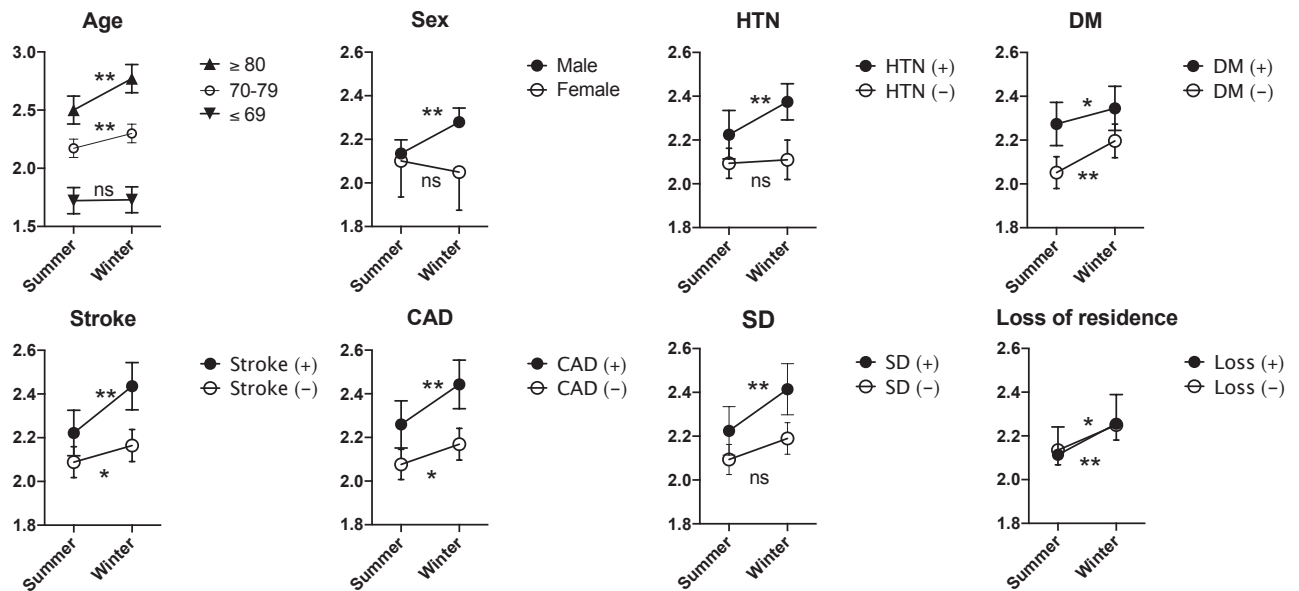 Age
3.0
2.5
2.0
1.5
**
**
ns
Summer
Winter
≥ 80
70-79
≤ 69
Sex
2.6
2.4
2.2
2.0
1.8
**
ns
Summer
Winter
Male
Female
HTN
2.6
2.4
2.2
2.0
1.8
**
ns
Summer
Winter
HTN (+)
HTN (−)
DM
2.6
2.4
2.2
2.0
1.8
*
**
Summer
Winter
DM (+)
DM (−)
Stroke
2.6
2.4
2.2
2.0
1.8
**
*
Summer
Winter
Stroke (+)
Stroke (−)
CAD
2.6
2.4
2.2
2.0
1.8
**
*
Summer
Winter
CAD (+)
CAD (−)
SD
2.6
2.4
2.2
2.0
1.8
**
ns
Summer
Winter
SD (+)
SD (−)
Loss of residence
2.6
2.4
2.2
2.0
1.8
*
**
Summer
Winter
Loss (+)
Loss (−)